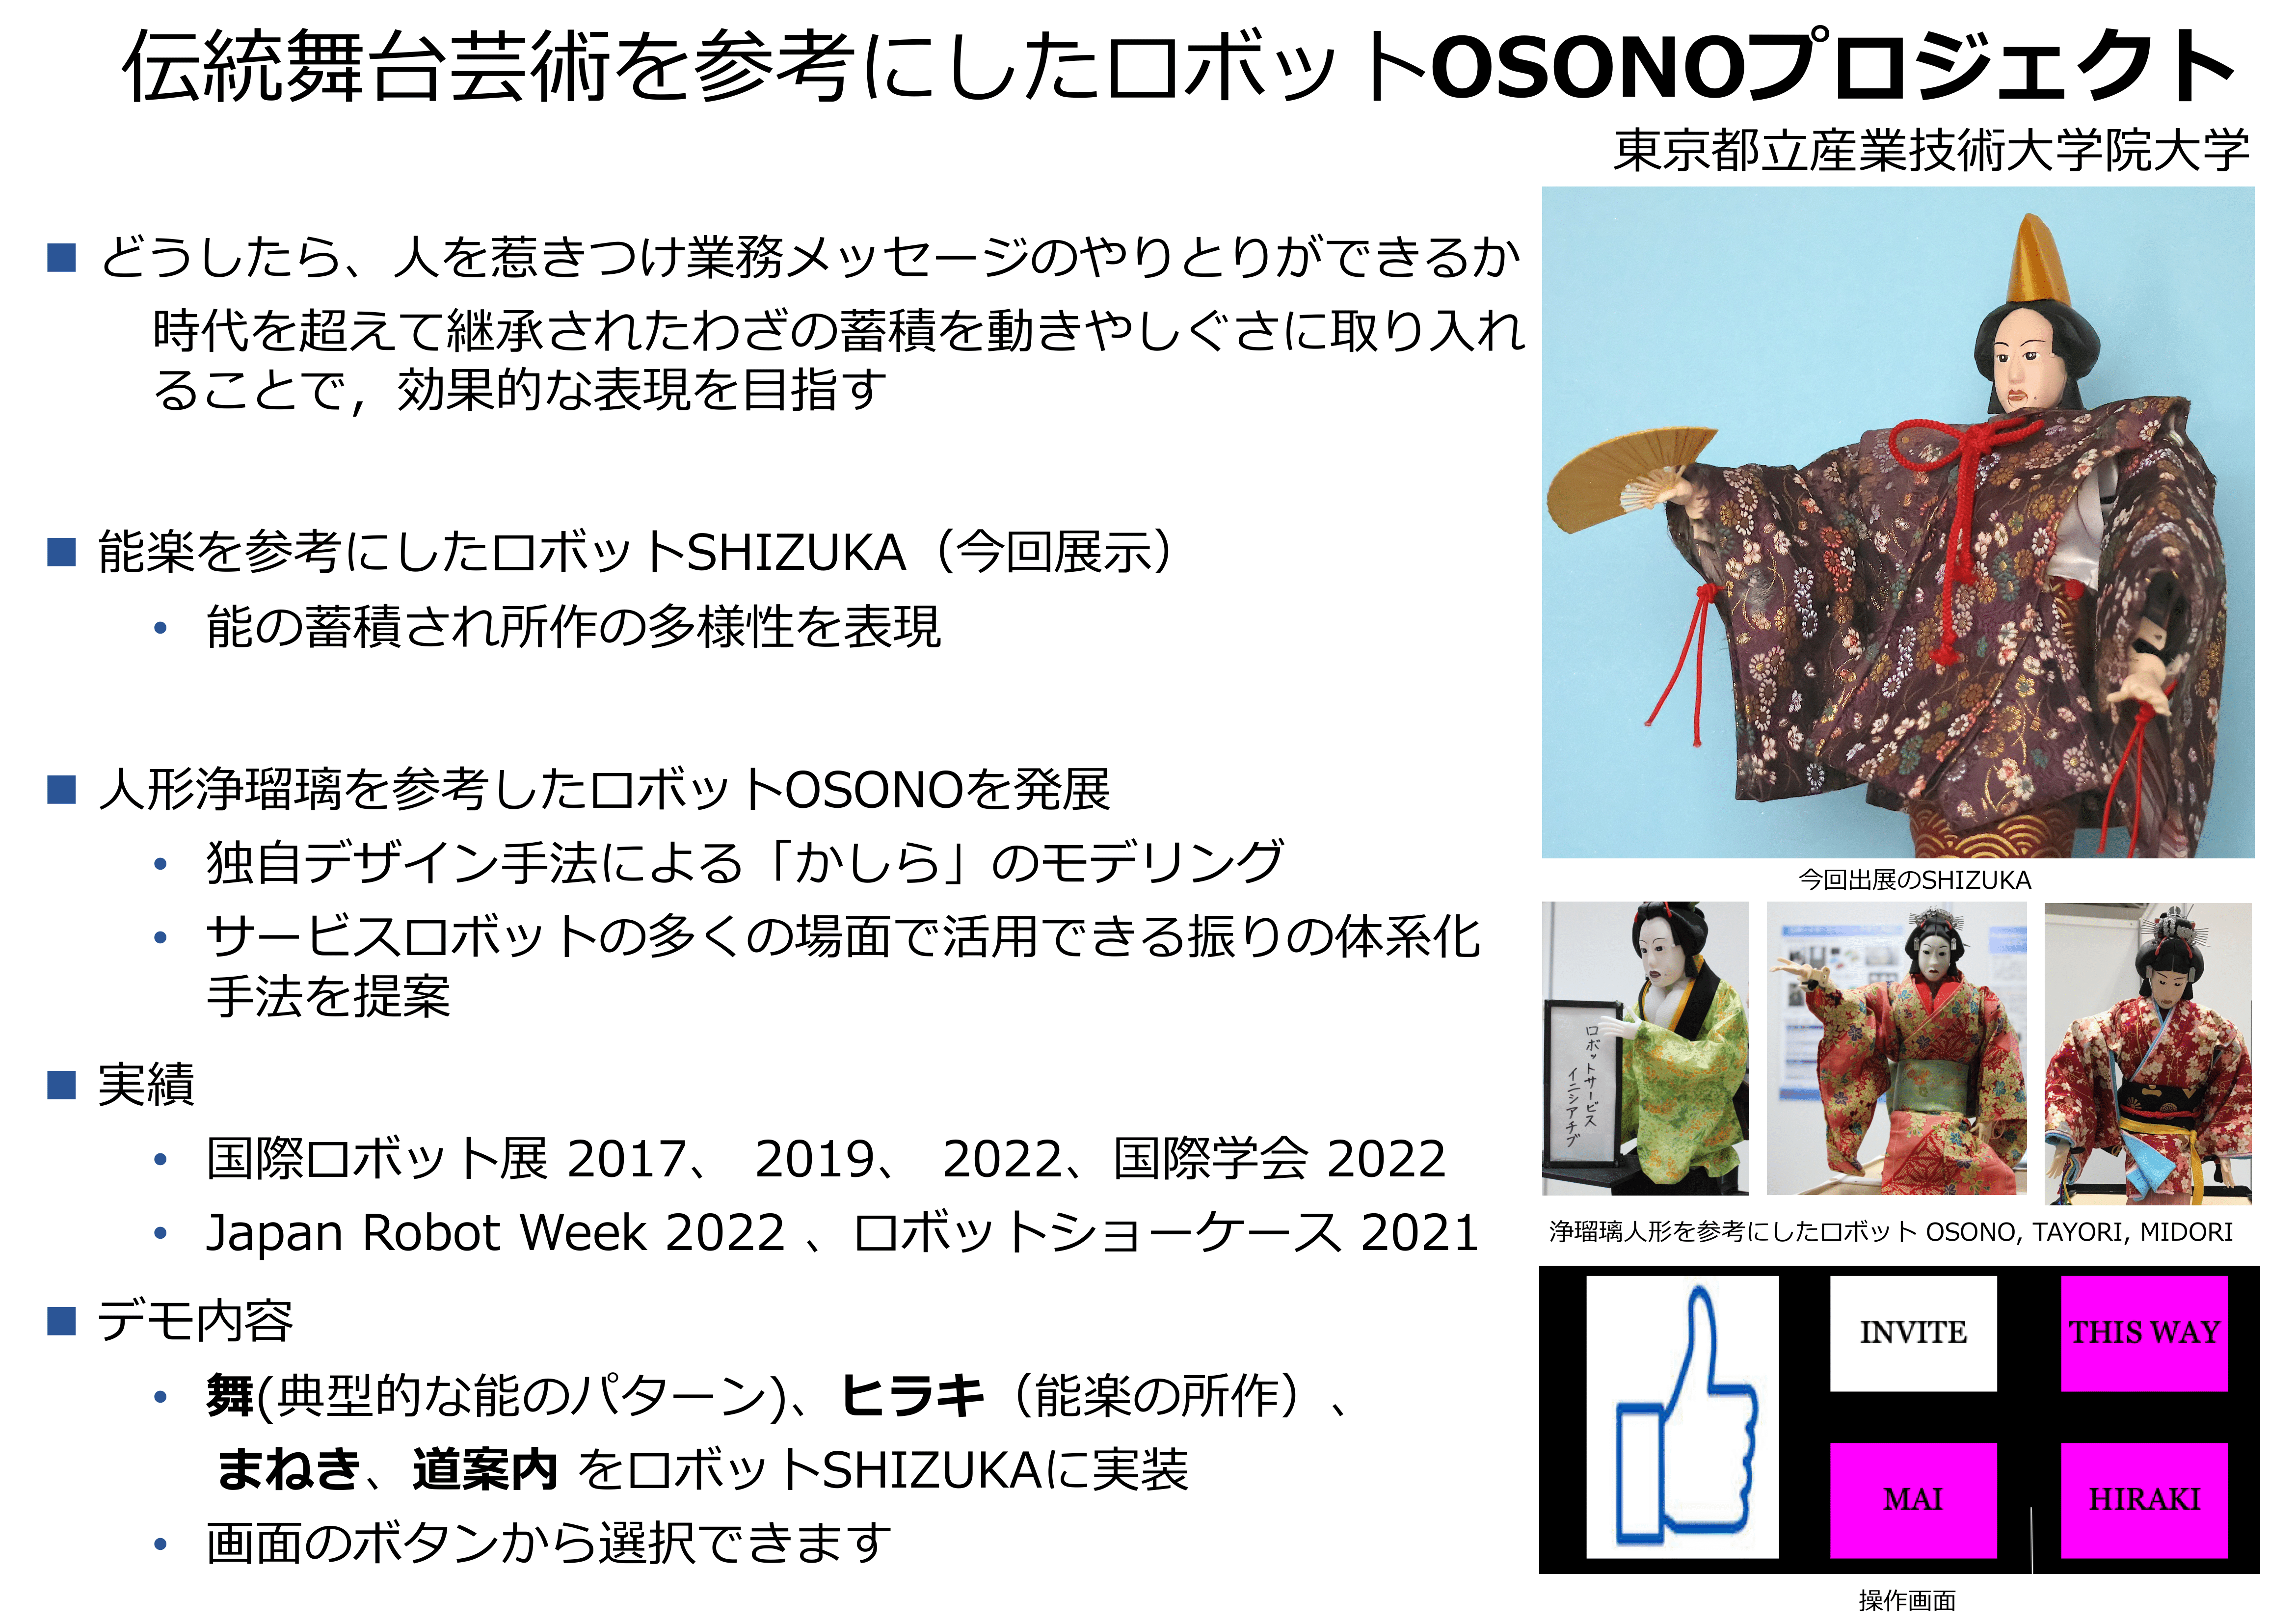 伝統舞台芸術を参考にしたロボットOSONOプロジェクト
東京都立産業技術大学院大学
■ どうしたら、人を惹きつけ業務メッセージのやりとりができるか
時代を超えて継承されたわざの蓄積を動きやしぐさに取り入れ
ることで，効果的な表現を目指す
■ 能楽を参考にしたロボットSHIZUKA（今回展示）
• 能の蓄積され所作の多様性を表現
■ 人形浄瑠璃を参考したロボットOSONOを発展
• 独自デザイン手法による「かしら」のモデリング
• サービスロボットの多くの場面で活用できる振りの体系化
手法を提案
■ 実績
• 国際ロボット展 2017、 2019、 2022、国際学会 2022
• Japan Robot Week 2022 、ロボットショーケース 2021
■ デモ内容
• 舞(典型的な能のパターン)、ヒラキ（能楽の所作）、
まねき、道案内 をロボットSHIZUKAに実装
• 画面のボタンから選択できます
今回出展のSHIZUKA
ロボットサービス
イニシアチブ
浄瑠璃人形を参考にしたロボット OSONO, TAYORI, MIDORI
INVITE
THIS WAY
MAI
HIRAKI
操作画面